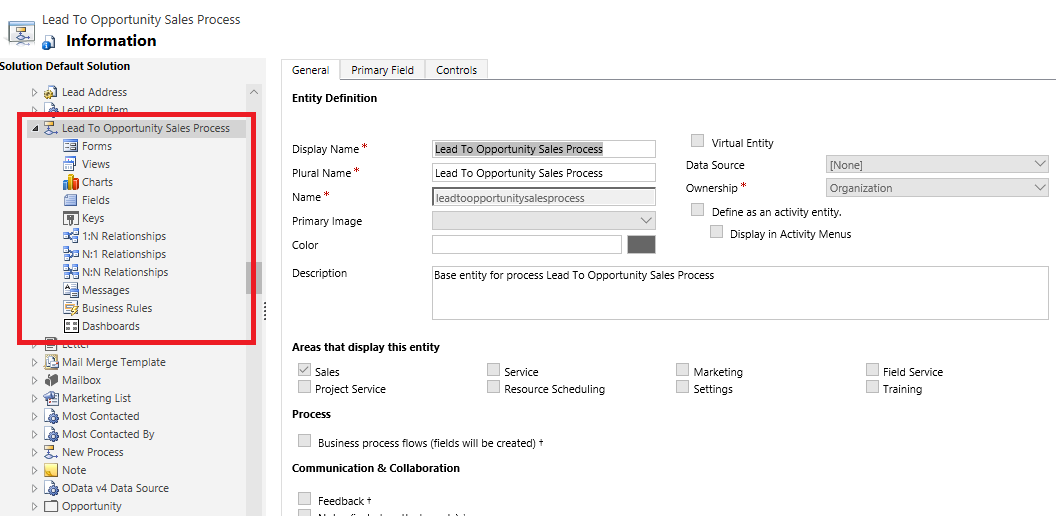 Lead To Opportunity Sales Process
Information
Solution Default Solution
Lead Address
Lead KPI Item
Lead To Opportunity Sales Process
Forms
Views
Charts
Fields
Keys
1:N Relationships
N:1 Relationships
N:N Relationships
Messages
Business Rules
Dashboards
Letter
Mail Merge Template
Mailbox
Marketing List
Most Contacted
Most Contacted By
New Process
Note
OData v4 Data Source
Opportunity
General Primary Field Controls
Entity Definition
Display Name * Lead To Opportunity Sales Process
Plural Name * Lead To Opportunity Sales Process
Name * leadtoopportunitysalesprocess
Primary Image
Color
Virtual Entity
Data Source [None]
Ownership * Organization
Define as an activity entity.
Display in Activity Menus
Description Base entity for process Lead To Opportunity Sales Process
Areas that display this entity
Sales Service Marketing Field Service
Project Service Resource Scheduling Settings Training
Process
Business process flows (fields will be created) †
Communication & Collaboration
Feedback †